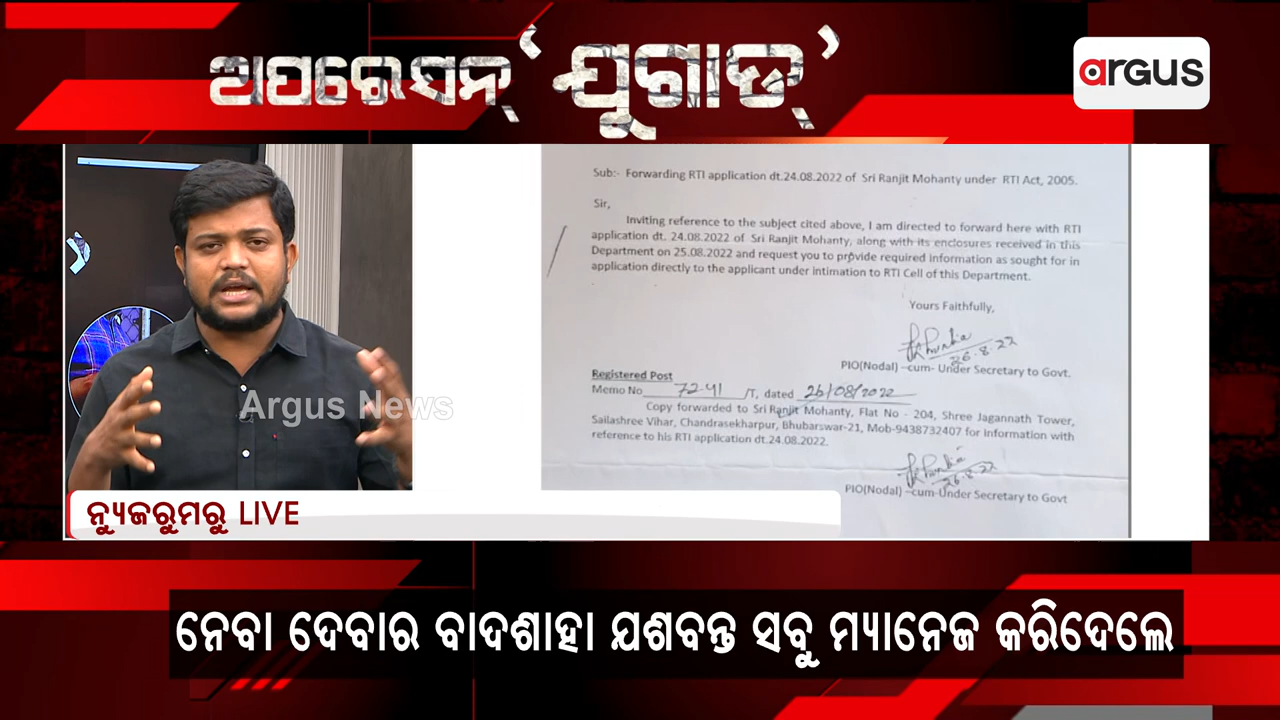 ଅପରେସନ୍ ‘ ଯୁଗାଡ୍ ’
argus
Sub:- Forwarding RTI application dt.24.08.2022 of Sri Ranjit Mohanty under RTI Act, 2005.
Sir,
Inviting reference to the subject cited above, I am directed to forward here with RTI
application dt. 24.08.2022 of Sri Ranjit Mohanty, along with its enclosures received in this
Department on 25.08.2022 and request you to provide required information as sought for in
application directly to the applicant under intimation to RTI Cell of this Department.
Yours Faithfully,
26.8.22
PIO(Nodal) –cum- Under Secretary to Govt.
Registered Post
Memo No 7241 /T, dated 26/08/2022
Copy forwarded to Sri Ranjit Mohanty, Flat No - 204, Shree Jagannath Tower,
Sailashree Vihar, Chandrasekharpur, Bhubarswar-21, Mob-9438732407 for information with
reference to his RTI application dt.24.08.2022.
26.8.22
PIO(Nodal) –cum-Under Secretary to Govt
Argus News
ନ୍ୟୁଜରୁମରୁ LIVE
ନେବା ଦେବାର ବାଦଶାହା ଯଶବନ୍ତ ସବୁ ମ୍ୟାନେଜ କରିଦେଲେ